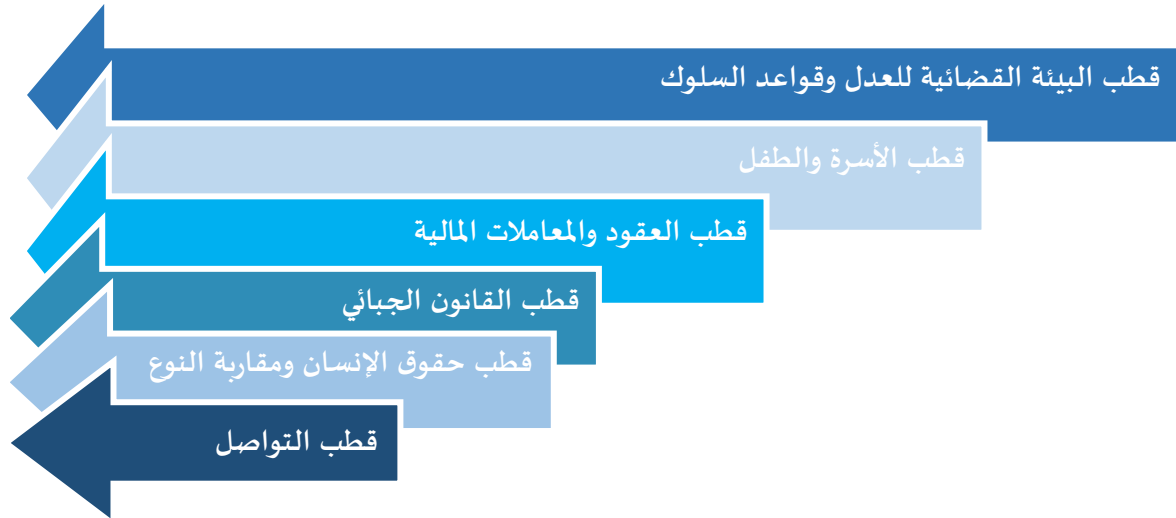 قطب البيئة القضائية للعدل وقواعد السلوك
قطب الأسرة والطفل
قطب العقود والمعاملات المالية
قطب القانون الجبائي
قطب حقوق الإنسان ومقاربة النوع
قطب التواصل